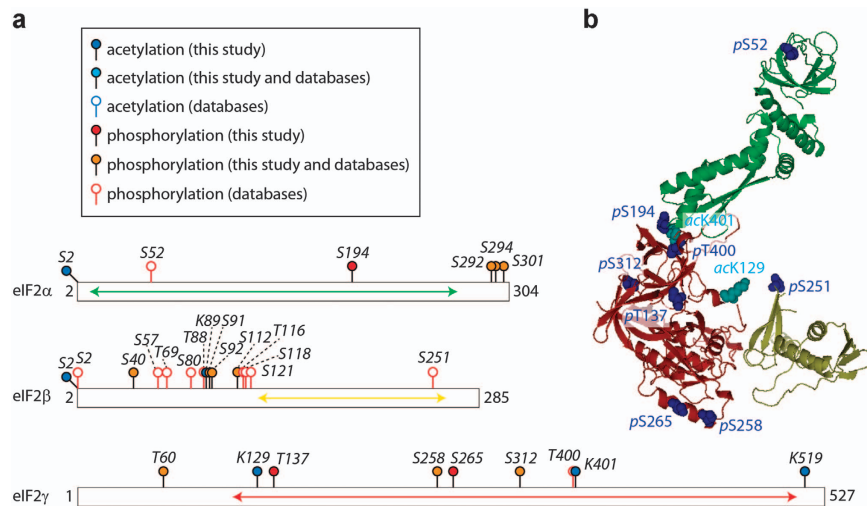 a
acetylation (this study)
acetylation (this study and databases)
acetylation (databases)
phosphorylation (this study)
phosphorylation (this study and databases)
phosphorylation (databases)
S2
S52
S194
S292
S294
S301
eIF2α
2
304
S2
S2
S40
S57
T69
S80
T88
K89
S91
S92
S112
T116
S118
S121
S251
eIF2β
2
285
T60
K129
T137
S258
S265
S312
T400
K401
K519
eIF2γ
1
527
b
pS52
pS194
acK401
pT400
pS312
acK129
pS251
pT137
pS265
pS258